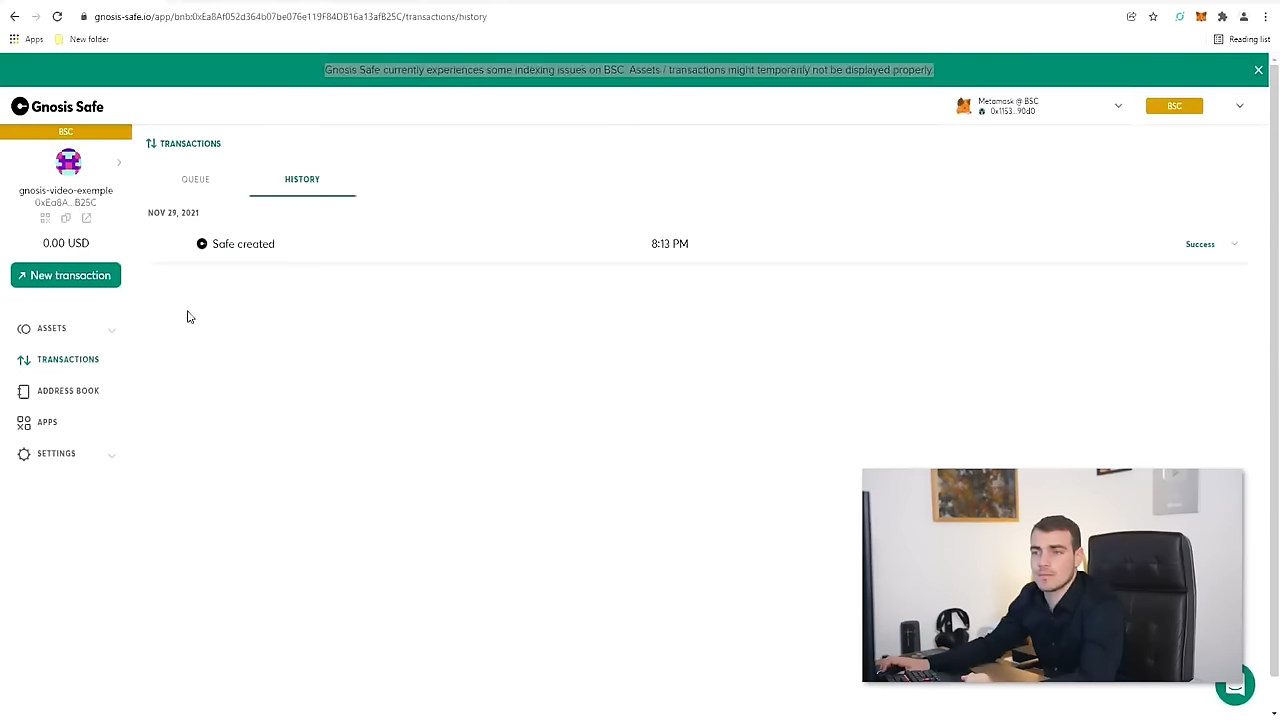 gnosis-safe.io/app/bnb:0xEa8Af052d364b07be076e119F84DB16a13afB25C/transactions/history
Apps
New folder
Reading list
Gnosis Safe currently experiences some indexing issues on BSC. Assets / transactions might temporarily not be displayed properly.
Gnosis Safe
Metamask @ BSC
0x1153...90d0
BSC
BSC
TRANSACTIONS
gnosis-video-exemple
0xEa8A...B25C
QUEUE
HISTORY
NOV 29, 2021
0.00 USD
Safe created
8:13 PM
Success
New transaction
ASSETS
TRANSACTIONS
ADDRESS BOOK
APPS
SETTINGS